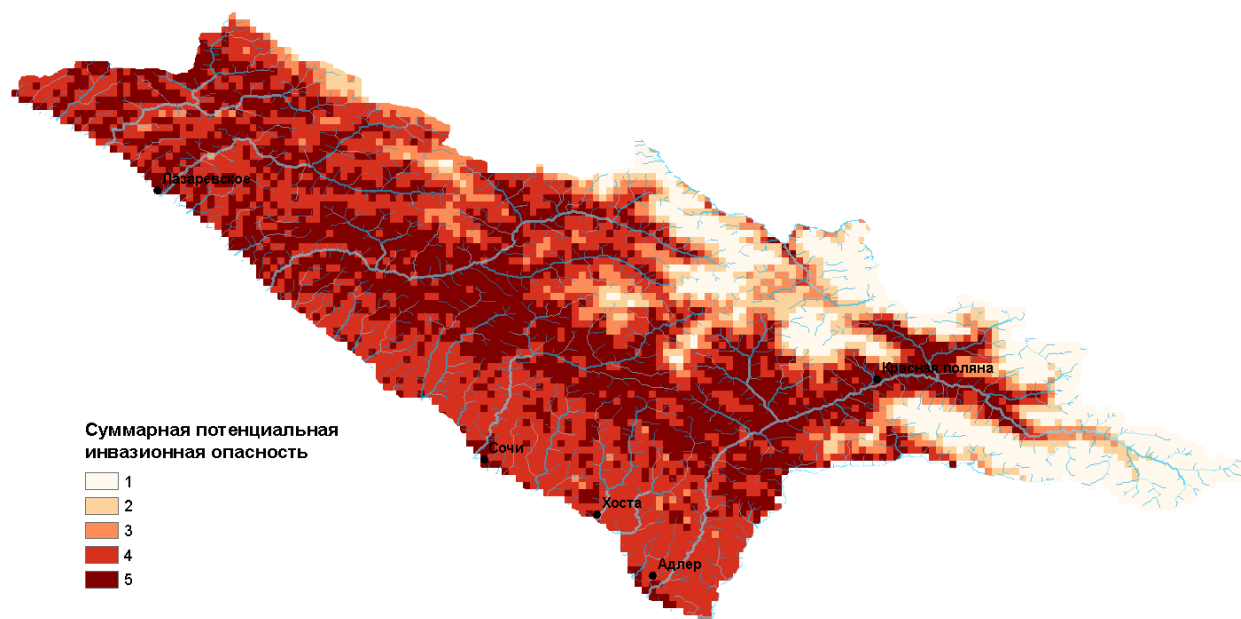 Лазаревское
Красная поляна
Суммарная потенциальная
инвазионная опасность
1
2
3
4
5
Сочи
Хоста
Адлер